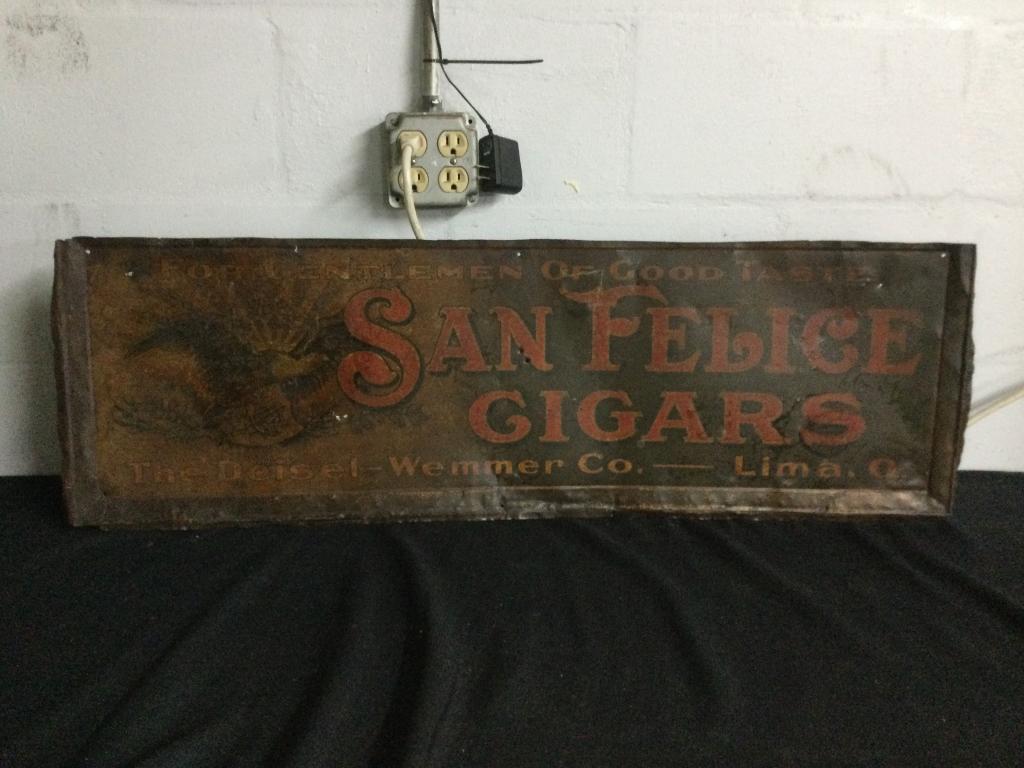 For Gentlemen Of Good Taste
San Felice
CIGARS
The Deisel-Wemmer Co. — Lima, O.